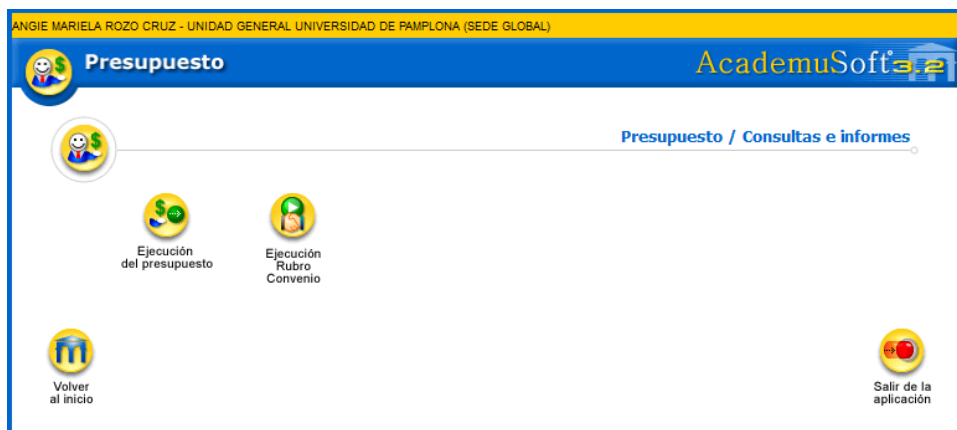 ANGIE MARIELA ROZO CRUZ - UNIDAD GENERAL UNIVERSIDAD DE PAMPLONA (SEDE GLOBAL)
Presupuesto
AcademuSoft 3.2
Presupuesto / Consultas e informes
Ejecución
del presupuesto
Ejecución
Rubro
Convenio
Volver
al inicio
Salir de la
aplicación